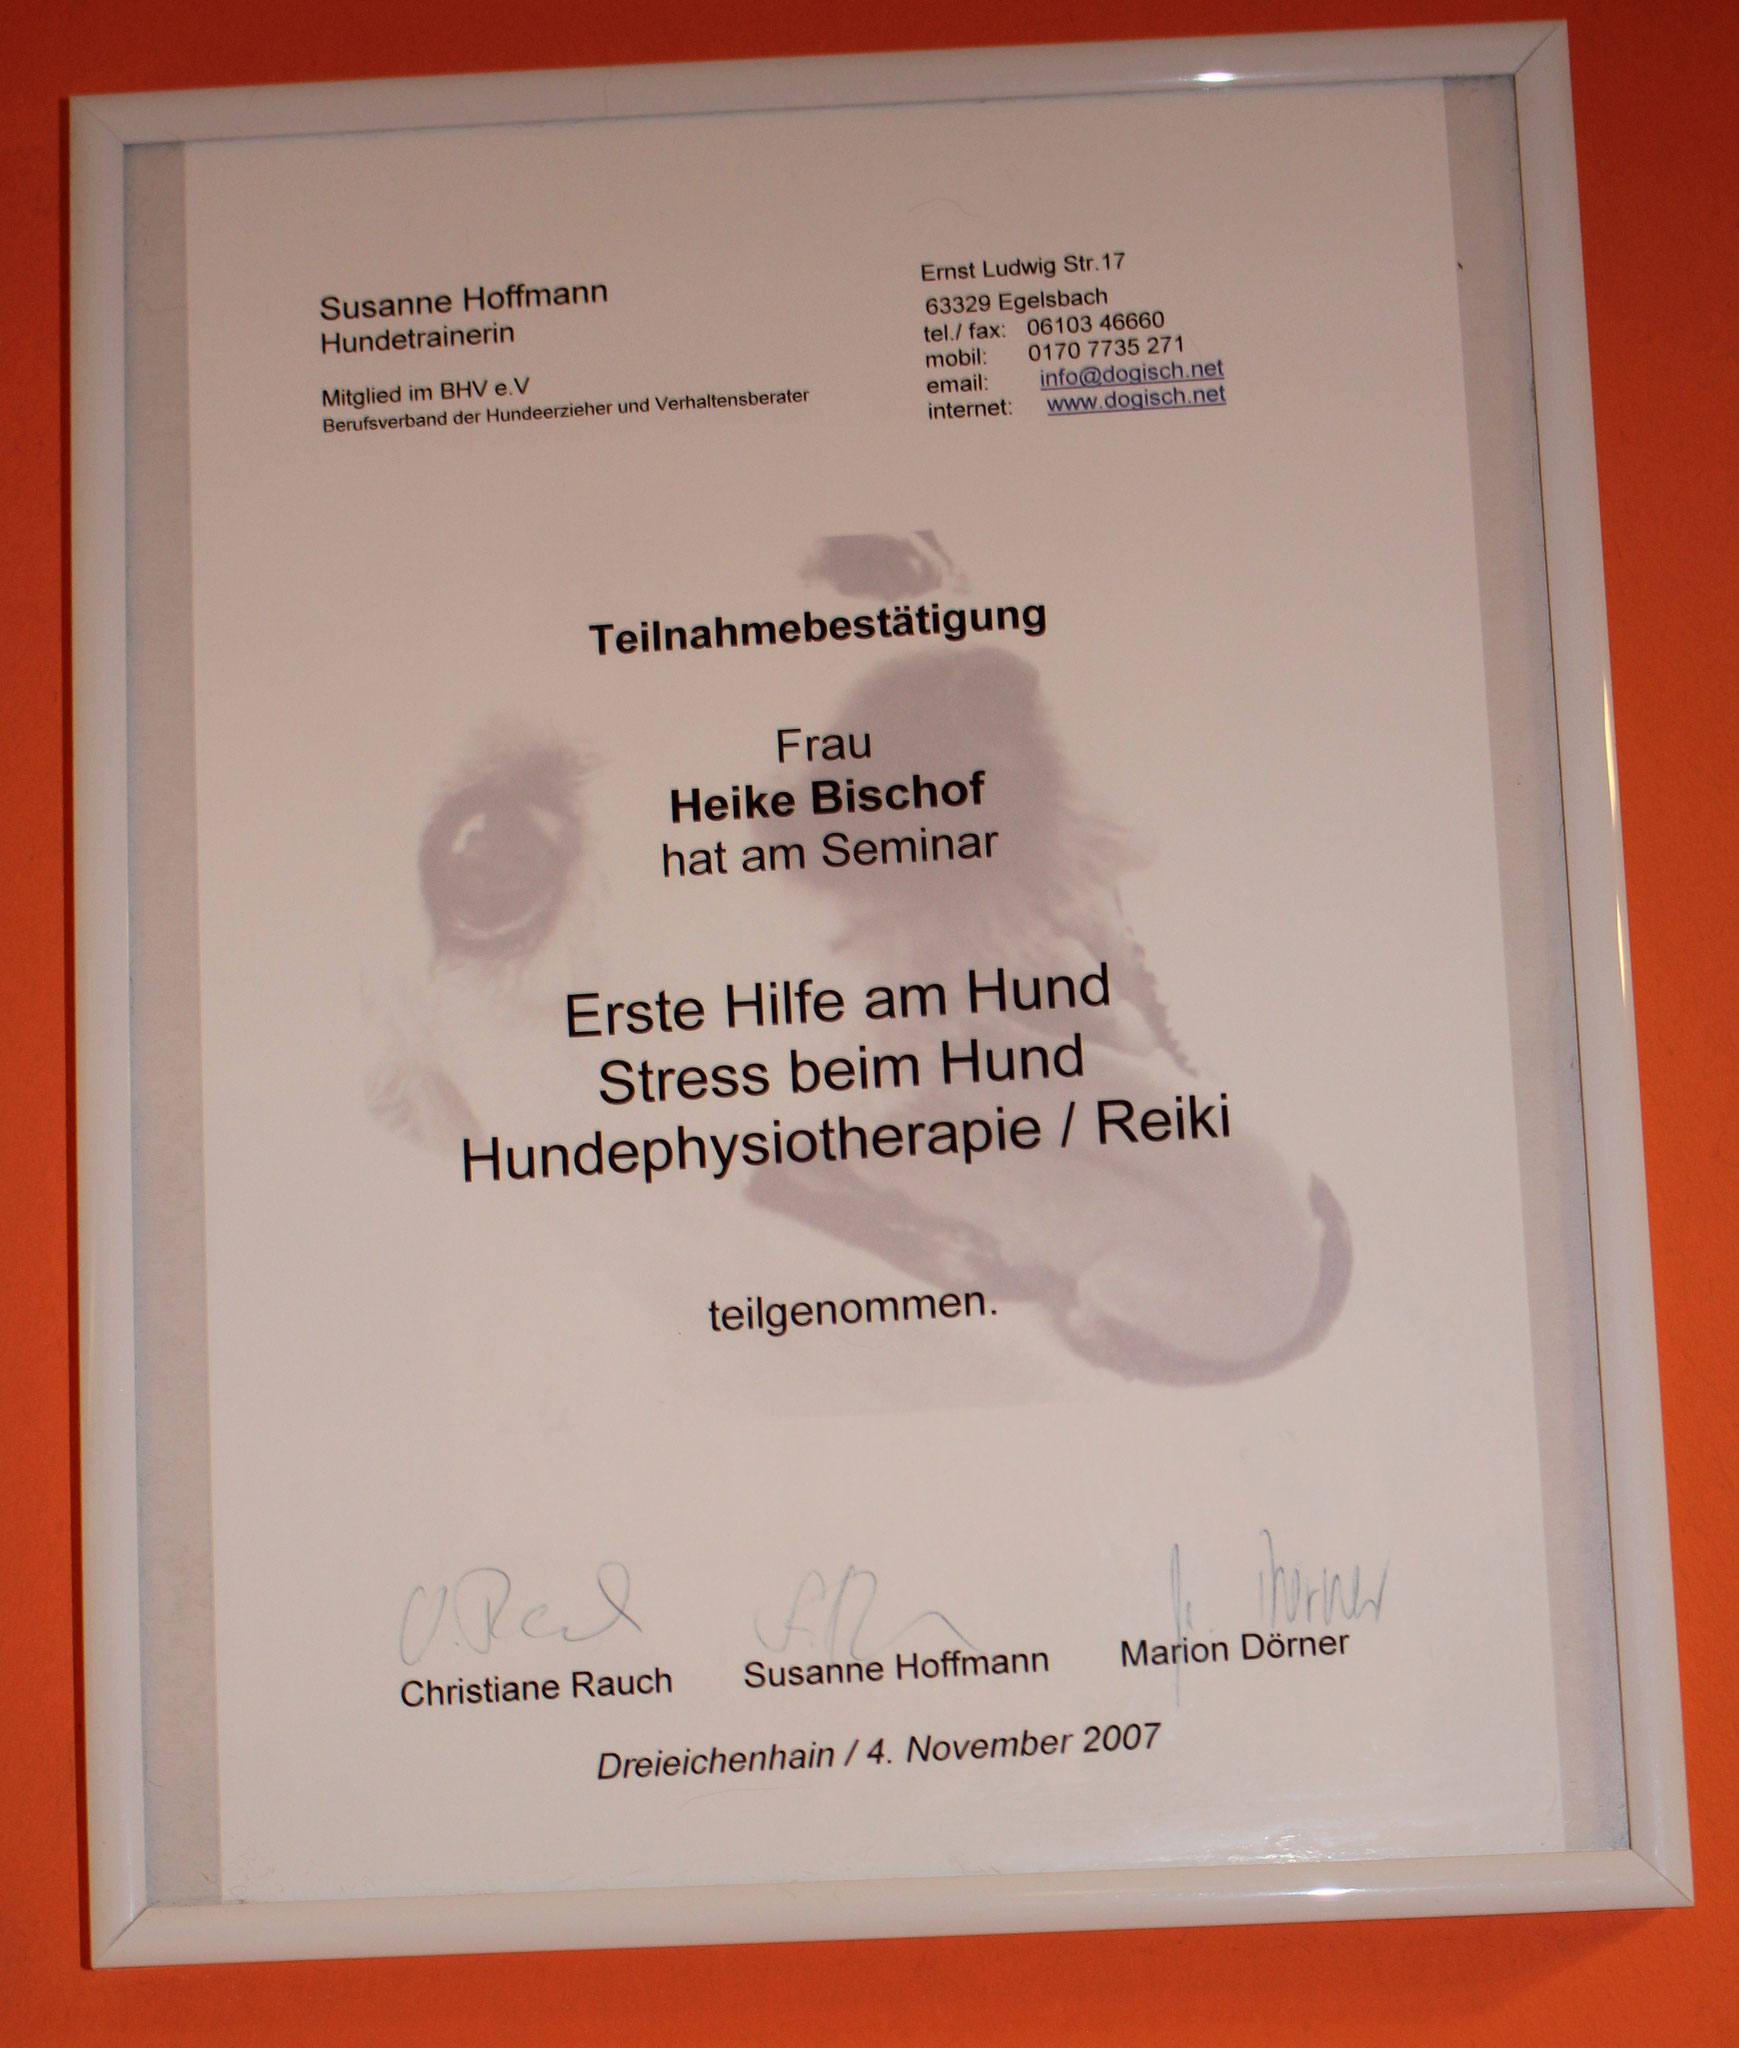 Susanne Hoffmann
Hundetrainerin
Mitglied im BHV e.V
Berufsverband der Hundeerzieher und Verhaltensberater
Ernst Ludwig Str.17
63329 Egelsbach
tel./ fax: 06103 46660
mobil: 0170 7735 271
email: info@dogisch.net
internet: www.dogisch.net
Teilnahmebestätigung
Frau
Heike Bischof
hat am Seminar
Erste Hilfe am Hund
Stress beim Hund
Hundephysiotherapie / Reiki
teilgenommen.
Christiane Rauch Susanne Hoffmann Marion Dörner
Dreieichenhain / 4. November 2007